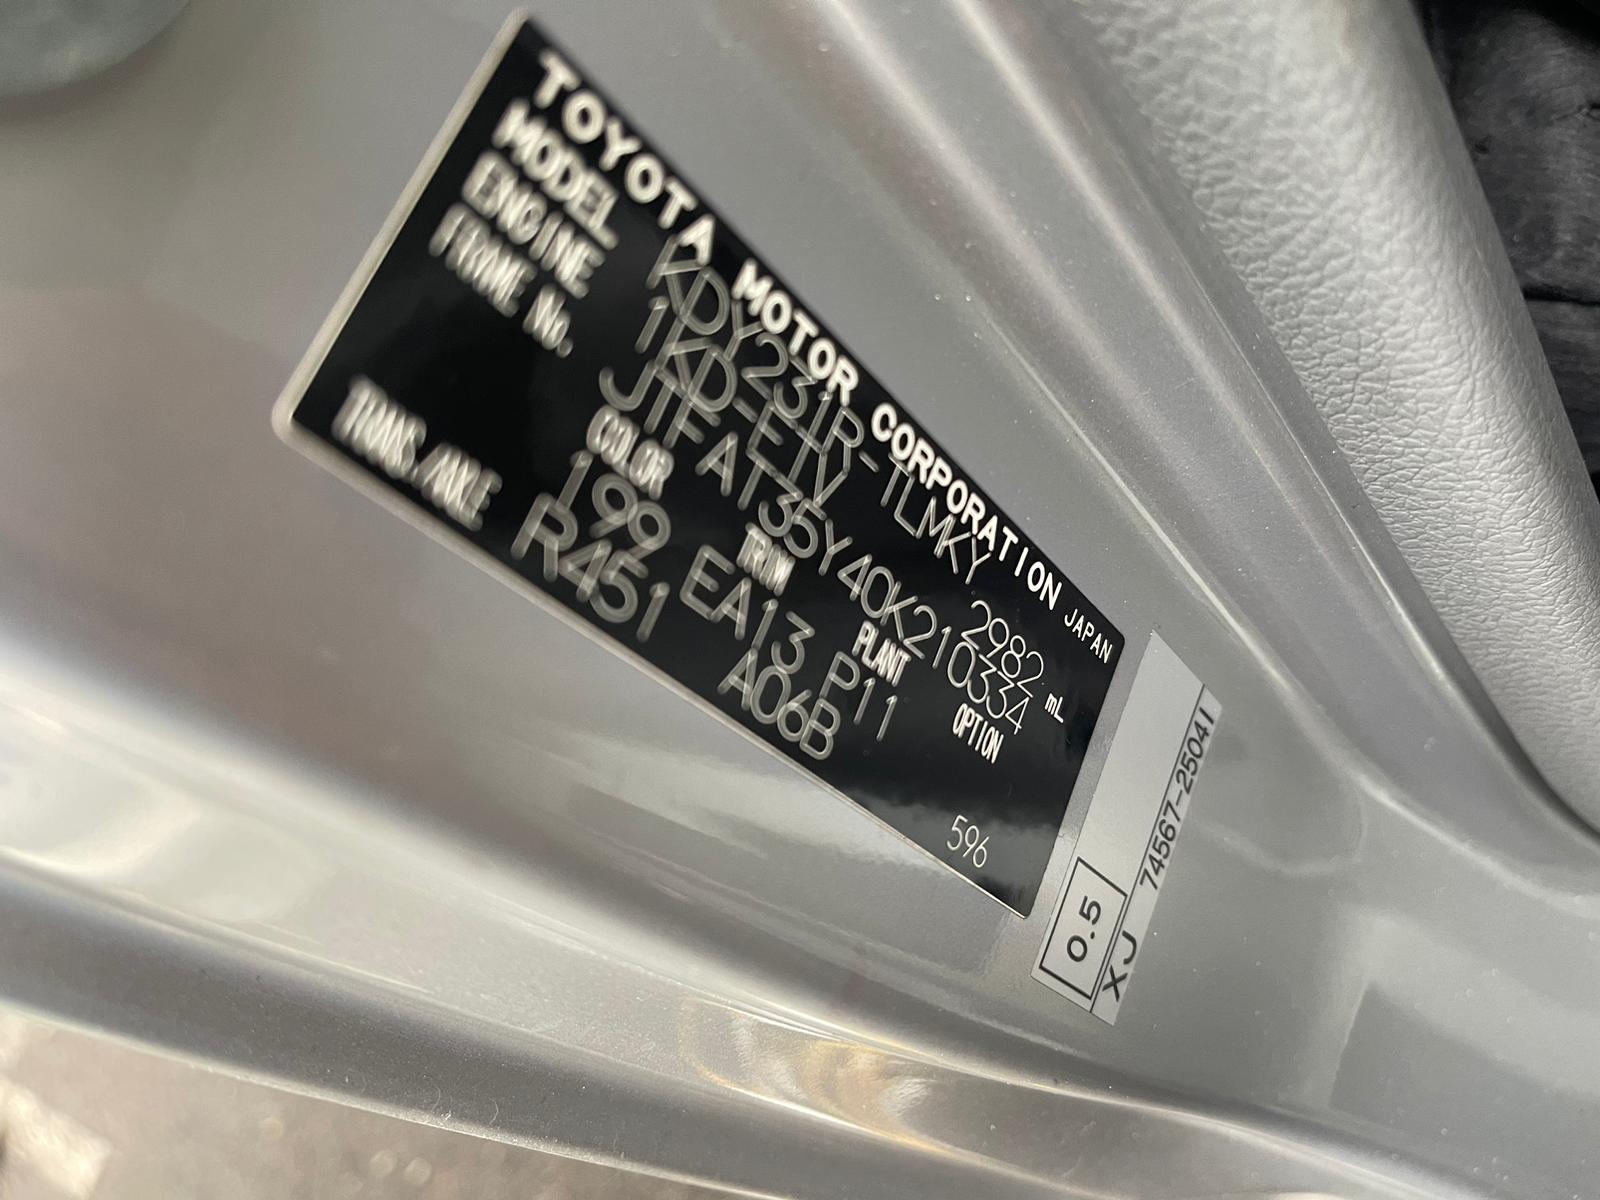 TOYOTA MOTOR CORPORATION JAPAN
MODEL KDY231R-TLMKY
ENGINE 1KD-FTV 2982 mL
FRAME No. JTFAT35Y40K210334
COLOR TRIM PLANT OPTION
199 EA13 P11
TRANS./AXLE R451 A06B
596
0.5
XJ 74567-25041